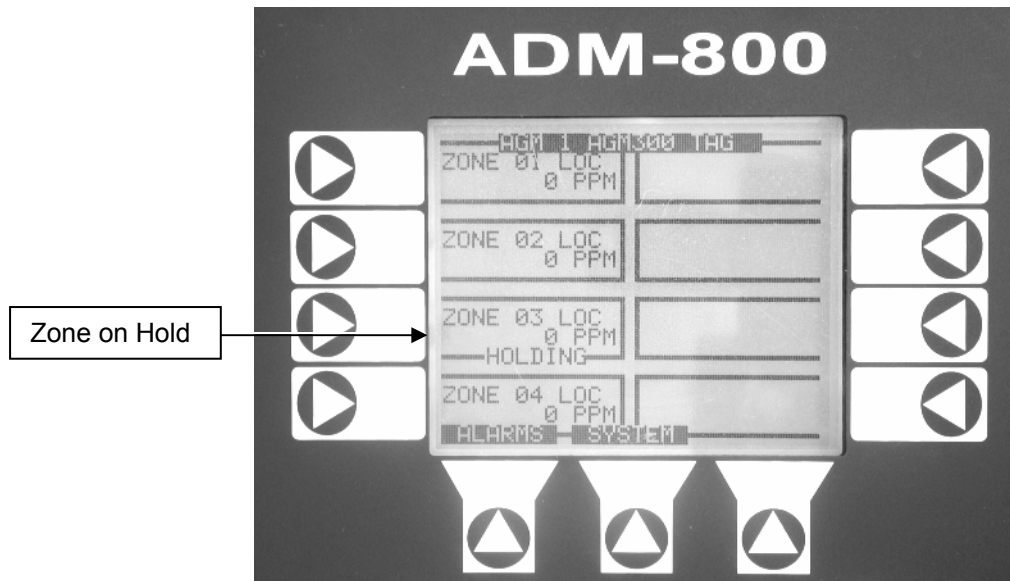 ADM-800
AGM 1 AGM300 TAG
ZONE 01 LOC
0 PPM
ZONE 02 LOC
0 PPM
Zone on Hold
ZONE 03 LOC
0 PPM
HOLDING
ZONE 04 LOC
0 PPM
ALARMS SYSTEM